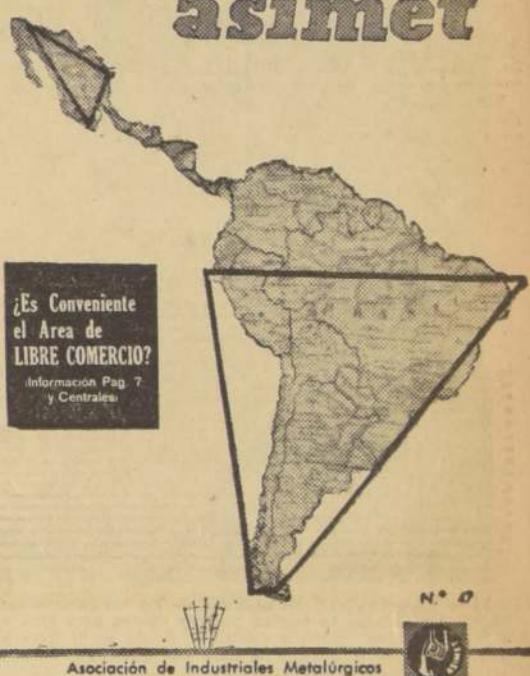 asimet
¿Es Conveniente
el Area de
LIBRE COMERCIO?
Información Pag. 7
y Centrales
N.º
Asociación de Industriales Metalúrgicos